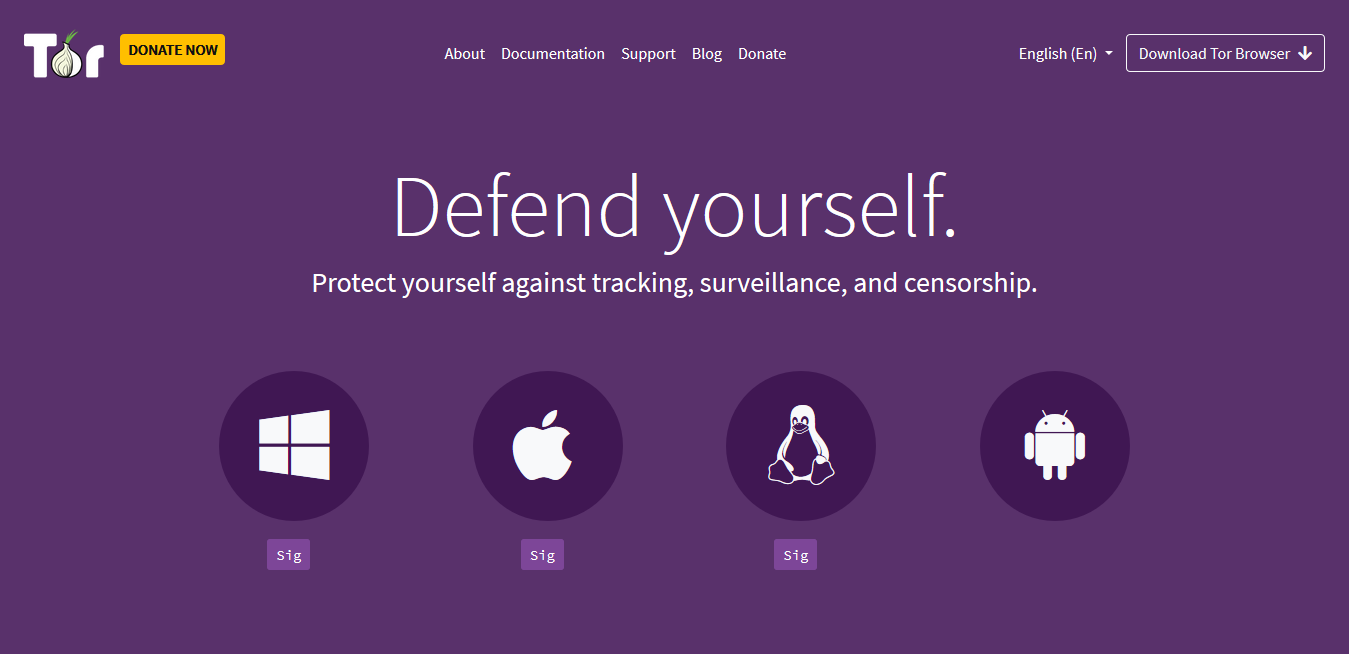 Tor
DONATE NOW
About Documentation Support Blog Donate
English (En)
Download Tor Browser
Defend yourself.
Protect yourself against tracking, surveillance, and censorship.
Sig Sig Sig